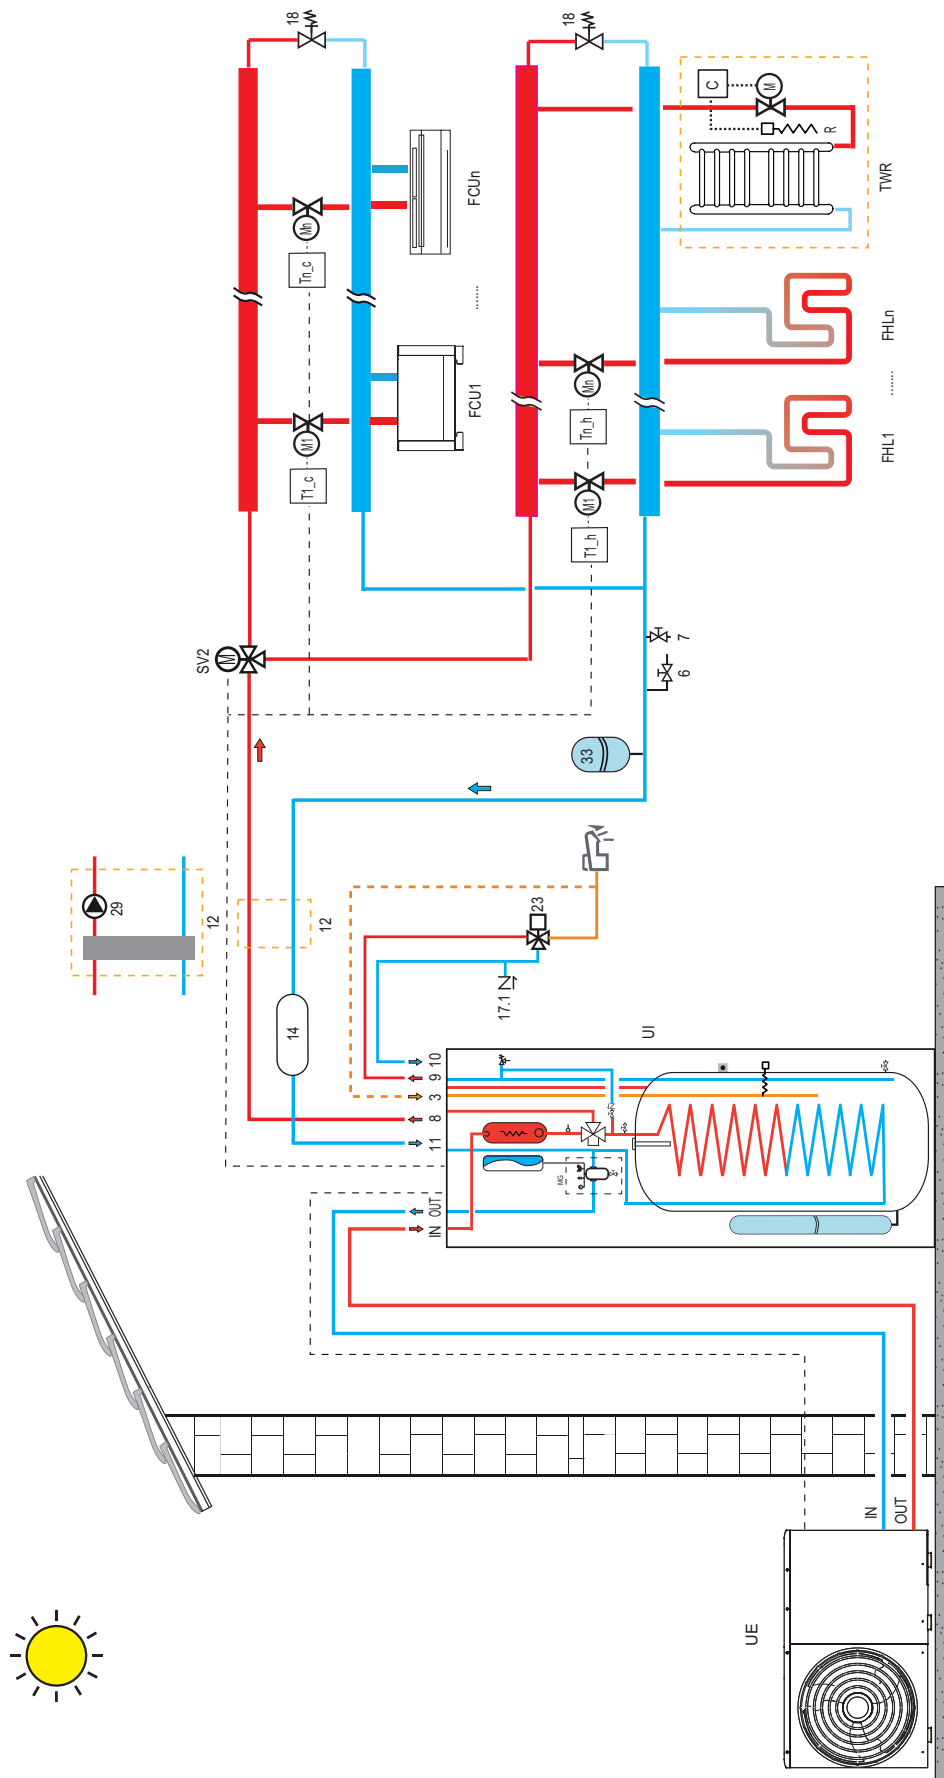 18
18
C
M
R
TWR
FCUn
Mn
Tn_c
FCU1
M1
T1_c
FHLn
........
........
FHL1
Mn
Tn_h
M1
T1_h
SV2
M
7
6
33
29
12
12
23
17.1
14
UI
10
9
3
8
11
OUT
IN
MG
IN
OUT
UE